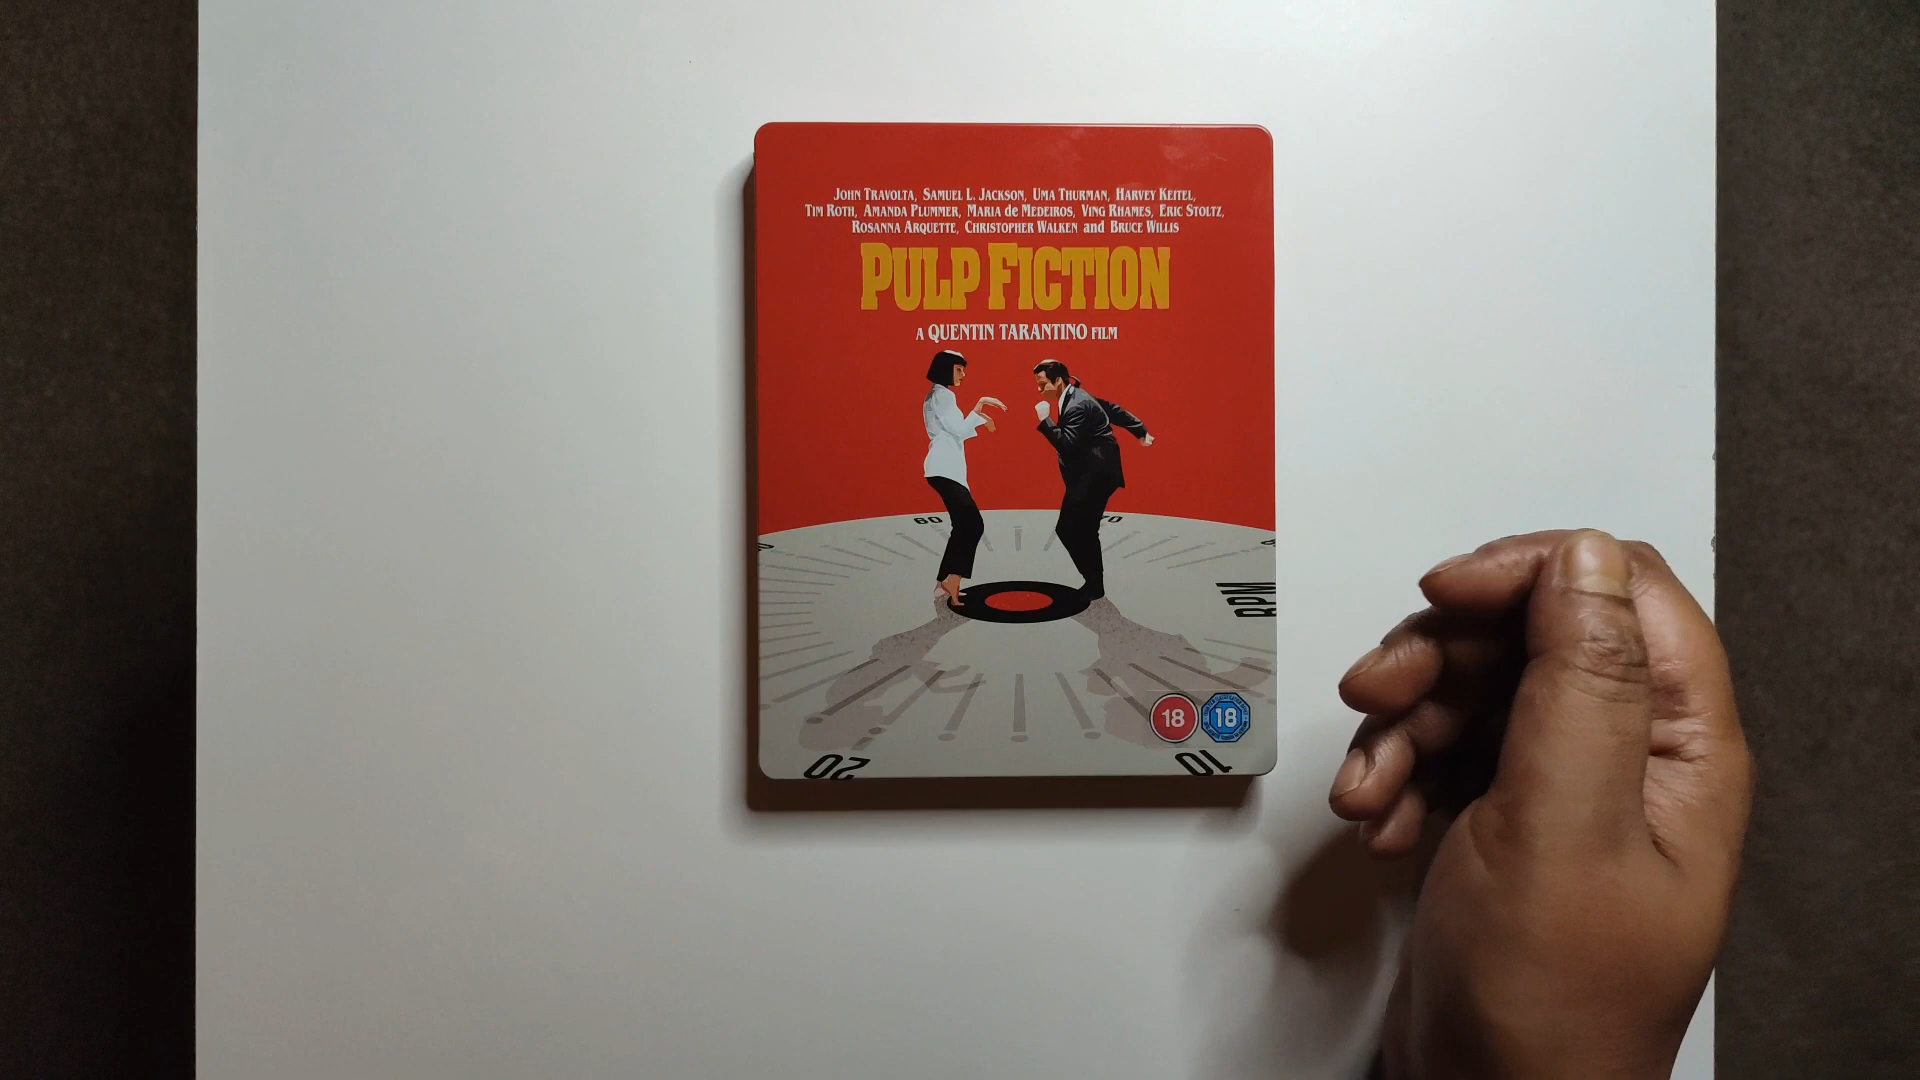 John Travolta, Samuel L. Jackson, Uma Thurman, Harvey Keitel,
Tim Roth, Amanda Plummer, Maria de Medeiros, Ving Rhames, Eric Stoltz,
Rosanna Arquette, Christopher Walken and Bruce Willis
PULP FICTION
A QUENTIN TARANTINO FILM
60 70
RPM
18 18
20 10